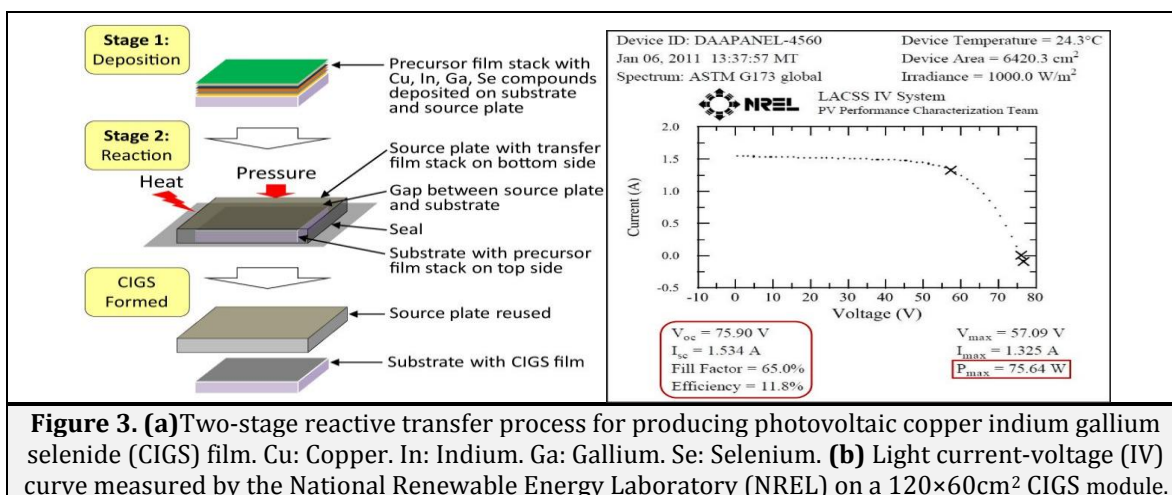 Stage 1:
Deposition
Precursor film stack with
Cu, In, Ga, Se compounds
deposited on substrate
and source plate
Stage 2:
Reaction
Heat
Pressure
Source plate with transfer
film stack on bottom side
Gap between source plate
and substrate
Seal
Substrate with precursor
film stack on top side
CIGS
Formed
Source plate reused
Substrate with CIGS film
Device ID: DAAPANEL-4560
Jan 06, 2011 13:37:57 MT
Spectrum: ASTM G173 global
Device Temperature = 24.3°C
Device Area = 6420.3 cm²
Irradiance = 1000.0 W/m²
NREL
LACSS IV System
PV Performance Characterization Team
Current (A)
2.0
1.5
1.0
0.5
0.0
-0.5
-10 0 10 20 30 40 50 60 70 80
Voltage (V)
Voc = 75.90 V
Isc = 1.534 A
Fill Factor = 65.0%
Efficiency = 11.8%
Vmax = 57.09 V
Imax = 1.325 A
Pmax = 75.64 W
Figure 3. (a)Two-stage reactive transfer process for producing photovoltaic copper indium gallium
selenide (CIGS) film. Cu: Copper. In: Indium. Ga: Gallium. Se: Selenium. (b) Light current-voltage (IV)
curve measured by the National Renewable Energy Laboratory (NREL) on a 120×60cm² CIGS module.